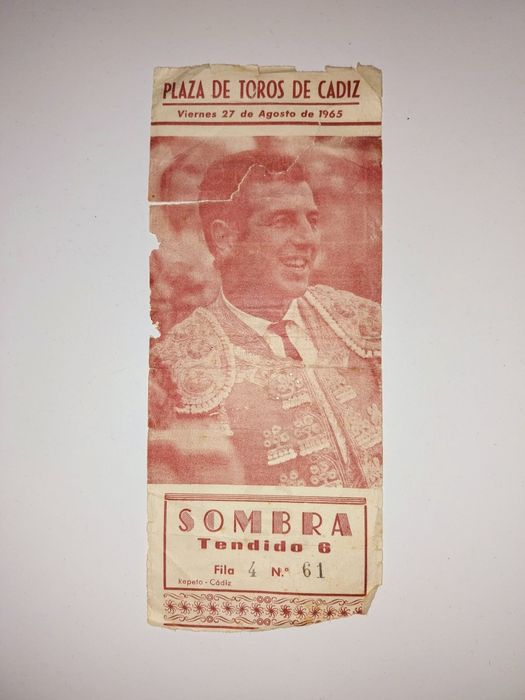 PLAZA DE TOROS DE CADIZ
Viernes 27 de Agosto de 1965
SOMBRA
Tendido 6
Fila 4 N.º 61
Repeto - Cádiz